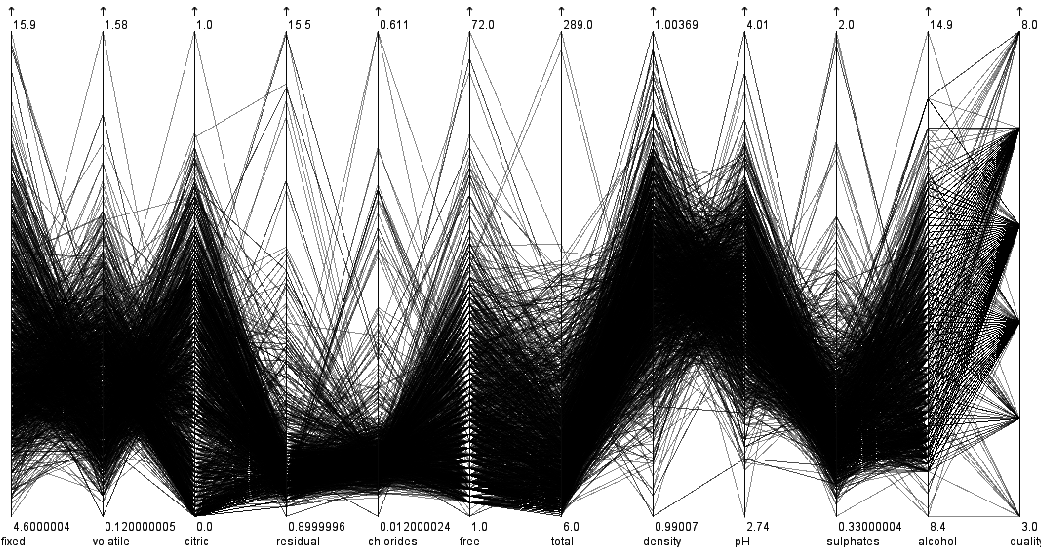 15.9 1.58 1.0 15.5 0.611 72.0 289.0 1.00369 4.01 2.0 14.9 8.0
4.6000004 0.120000005 0.0 0.8999996 0.012000024 1.0 6.0 0.99007 2.74 0.33000004 8.4 3.0
fixed volatile citric residual chlorides free total density pH sulphates alcohol quality